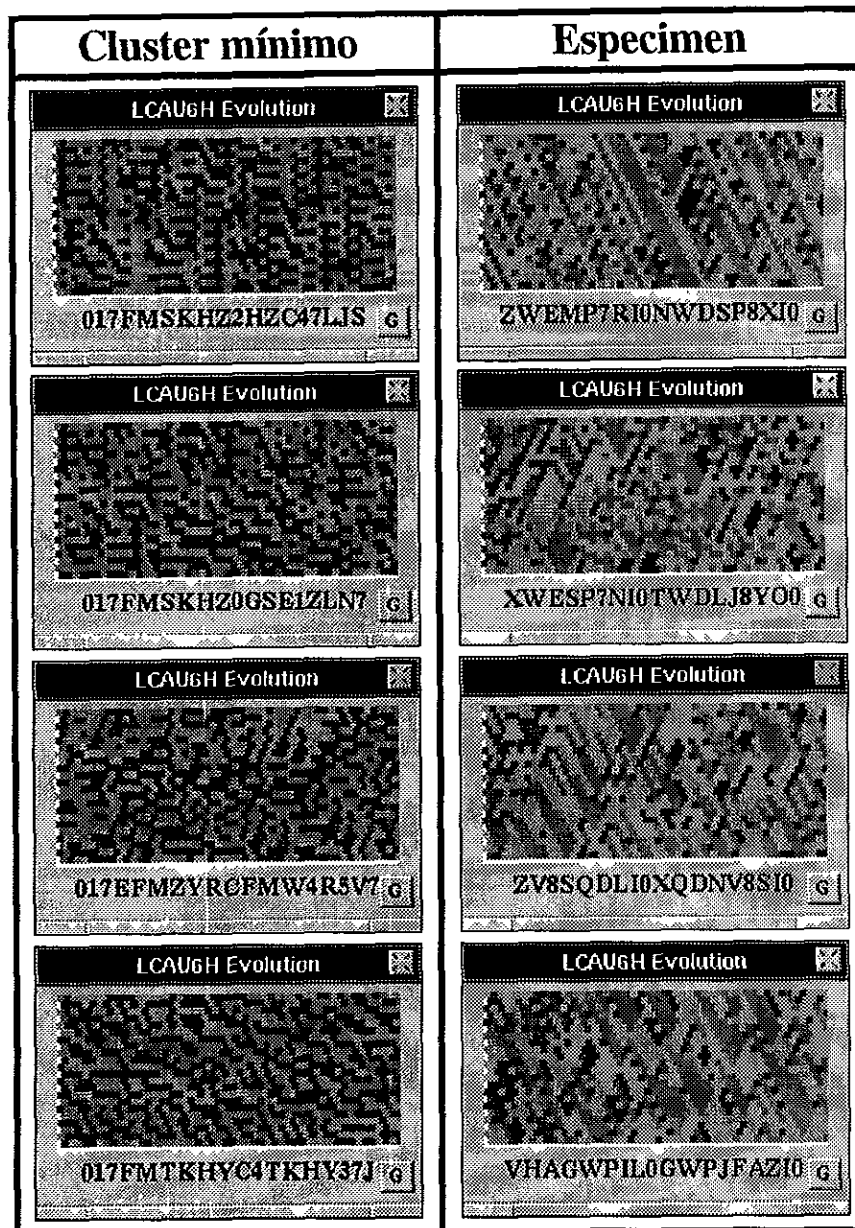 Cluster mínimo
Especimen
LCAU6H Evolution
LCAU6H Evolution
017FMSKHZ2HZC47LJS G
ZWEMP7RI0NWDSP8XI0 G
LCAU6H Evolution
LCAU6H Evolution
017FMSKHZ0GSE1ZLN7 G
XWESP7NI0TWDLJ8YO0 G
LCAU6H Evolution
LCAU6H Evolution
017EFMZYRCFMW4R5V7 G
ZV8SQDLI0XQDNV8SI0 G
LCAU6H Evolution
LCAU6H Evolution
017FMTKHYC4TKHY37J G
VHAGWPIL0GWPJFAZI0 G